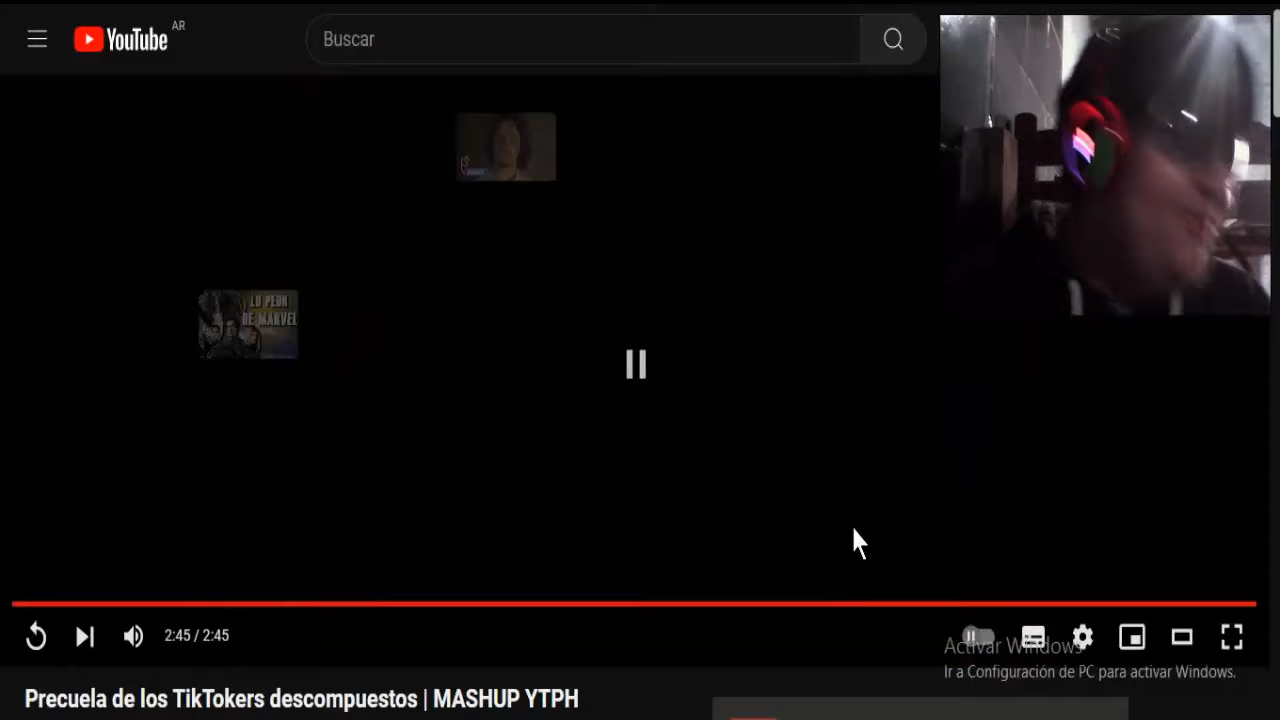 YouTube AR
Buscar
LO PEOR
DE MARVEL
2:45 / 2:45
Activar Windows
Ir a Configuración de PC para activar Windows.
Precuela de los TikTokers descompuestos | MASHUP YTPH